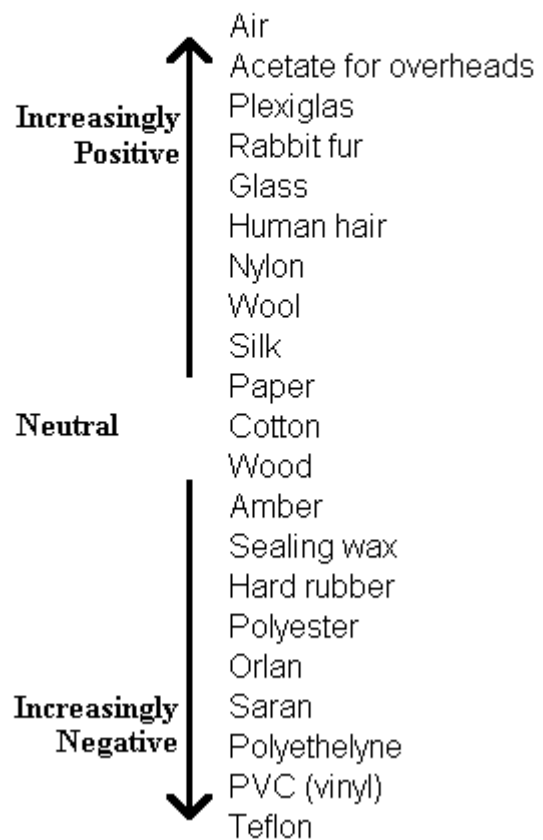 Air
Acetate for overheads
Increasingly
Positive
Plexiglas
Rabbit fur
Glass
Human hair
Nylon
Wool
Silk
Paper
Neutral
Cotton
Wood
Amber
Sealing wax
Hard rubber
Polyester
Orlan
Increasingly
Negative
Saran
Polyethelyne
PVC (vinyl)
Teflon